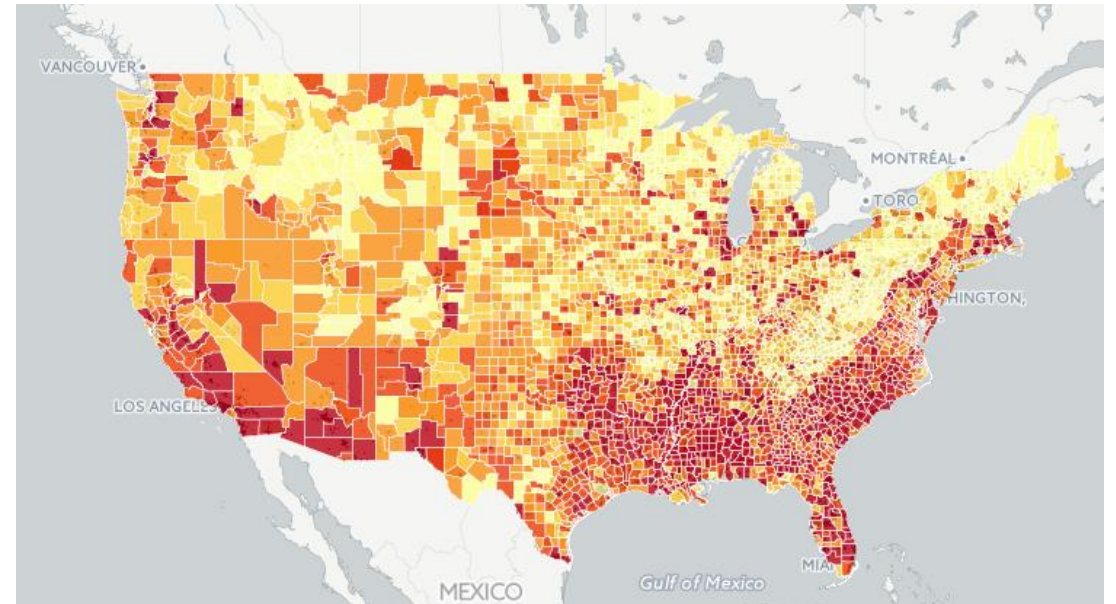 VANCOUVER
MONTRÉAL
TORO
HINGTON,
LOS ANGELES
MIA
Gulf of Mexico
MEXICO